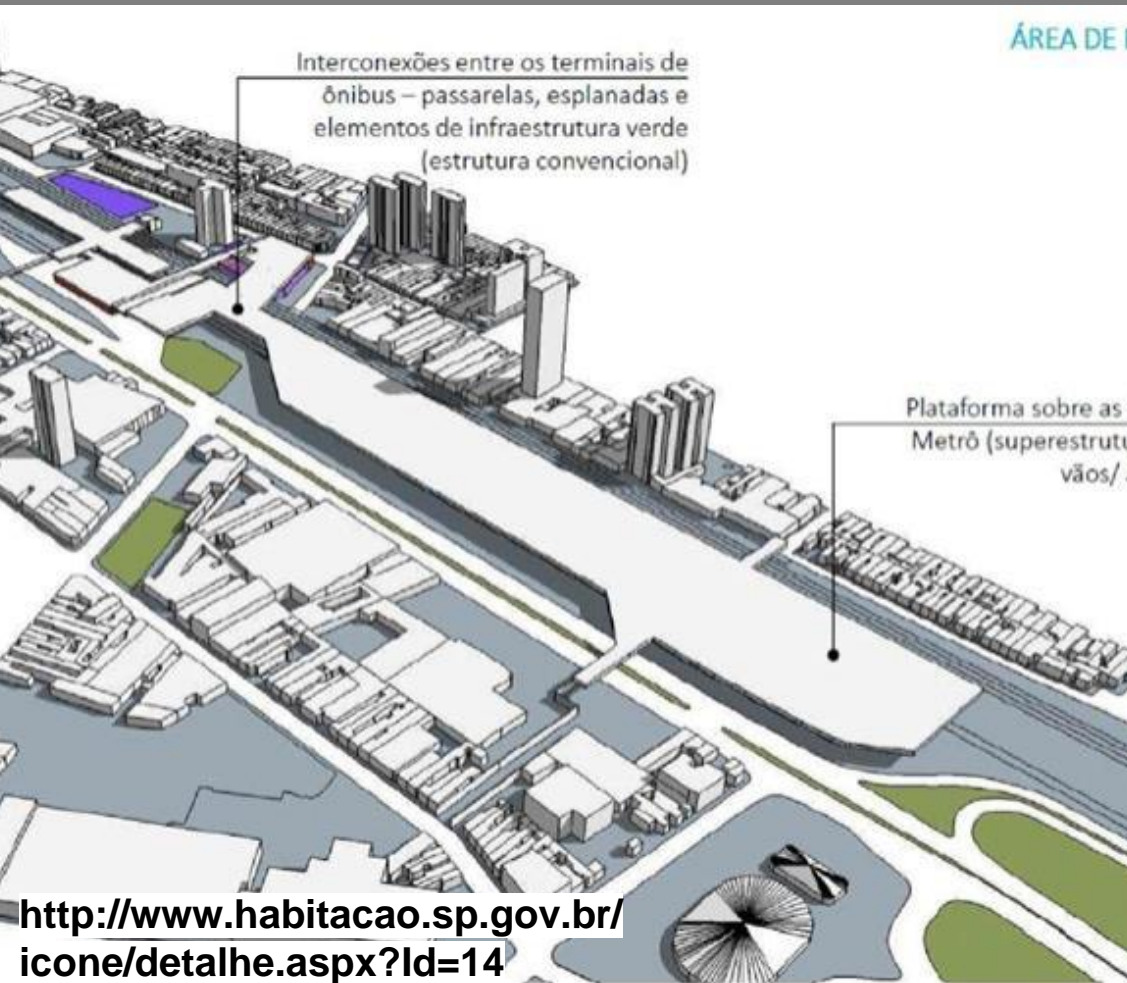 ÁREA DE
Interconexões entre os terminais de
ônibus – passarelas, esplanadas e
elementos de infraestrutura verde
(estrutura convencional)
Plataforma sobre as
Metrô
vãos/
http://www.habitacao.sp.gov.br/
icone/detalhe.aspx?Id=14